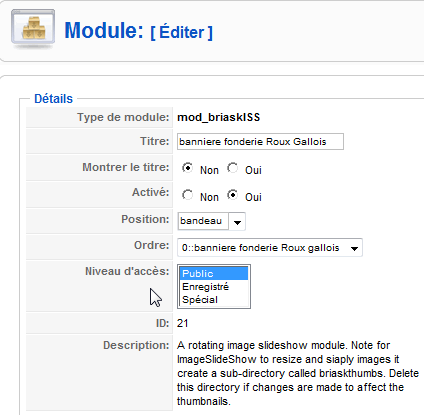 Module: [ Éditer ]
Détails
Type de module: mod_briaskISS
Titre: banniere fonderie Roux Gallois
Montrer le titre: Non Oui
Activé: Non Oui
Position: bandeau
Ordre: 0::banniere fonderie Roux gallois
Niveau d'accès: Public
Enregistré
Spécial
ID: 21
Description: A rotating image slideshow module. Note for
ImageSlideShow to resize and siaply images it
create a sub-directory called briaskthumbs. Delete
this directory if changes are made to affect the
thumbnails.